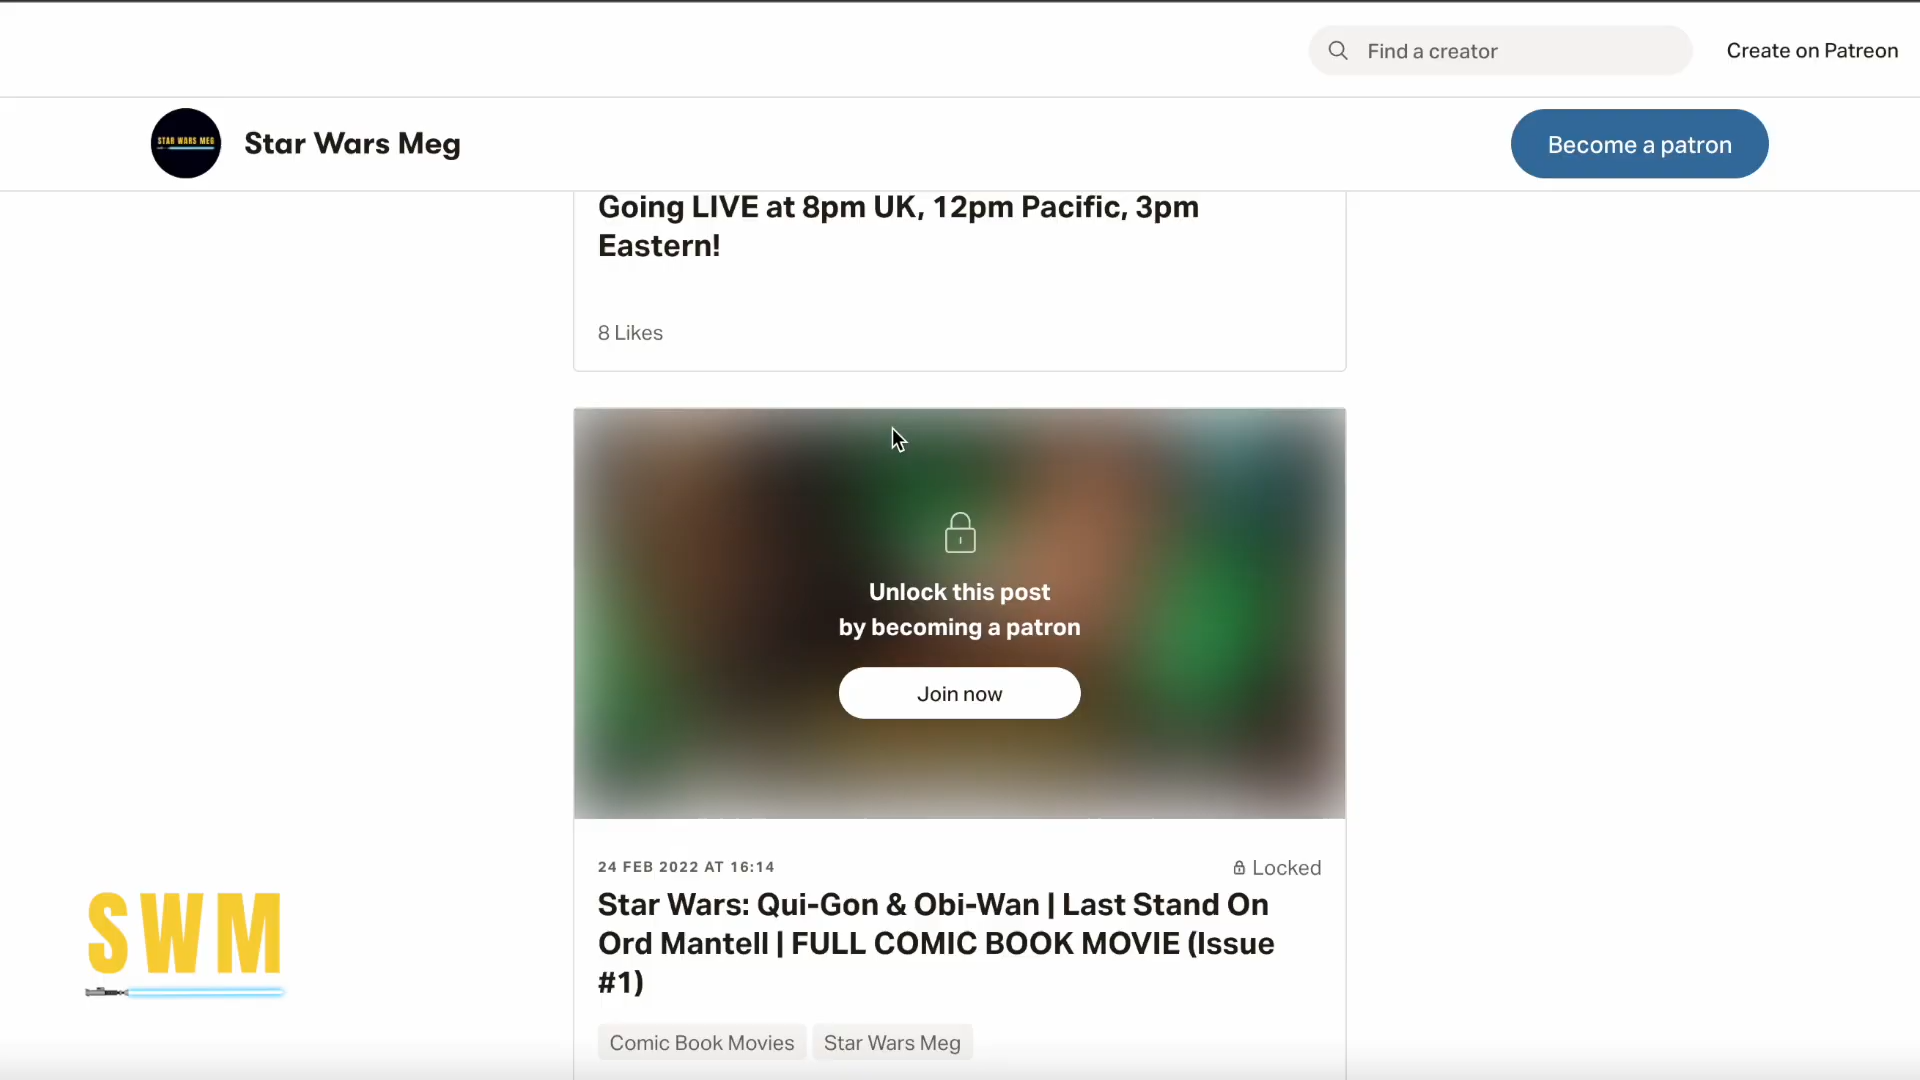 Find a creator
Create on Patreon
STAR WARS MEG
Star Wars Meg
Become a patron
Going LIVE at 8pm UK, 12pm Pacific, 3pm
Eastern!
8 Likes
Unlock this post
by becoming a patron
Join now
24 FEB 2022 AT 16:14
Locked
Star Wars: Qui-Gon & Obi-Wan | Last Stand On
Ord Mantell | FULL COMIC BOOK MOVIE (Issue
#1)
Comic Book Movies
Star Wars Meg
SWM